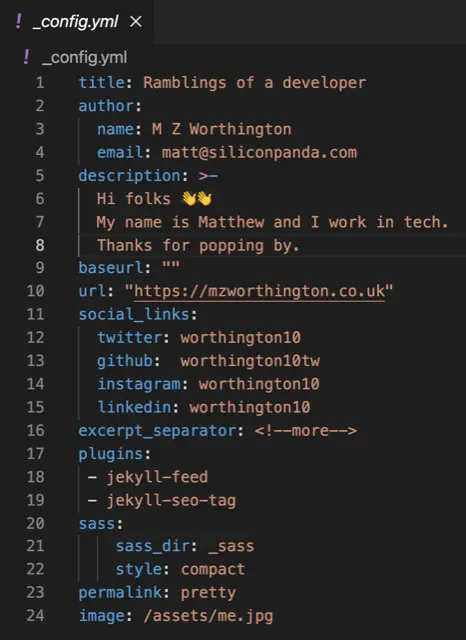 ! _config.yml ×
! _config.yml
1 title: Ramblings of a developer
2 author:
3   name: M Z Worthington
4   email: matt@siliconpanda.com
5 description: >-
6   Hi folks 👋👋
7   My name is Matthew and I work in tech.
8   Thanks for popping by.
9 baseurl: ""
10 url: "https://mzworthington.co.uk"
11 social_links:
12   twitter: worthington10
13   github:  worthington10tw
14   instagram: worthington10
15   linkedin: worthington10
16 excerpt_separator: <!--more-->
17 plugins:
18  - jekyll-feed
19  - jekyll-seo-tag
20 sass:
21     sass_dir: _sass
22     style: compact
23 permalink: pretty
24 image: /assets/me.jpg